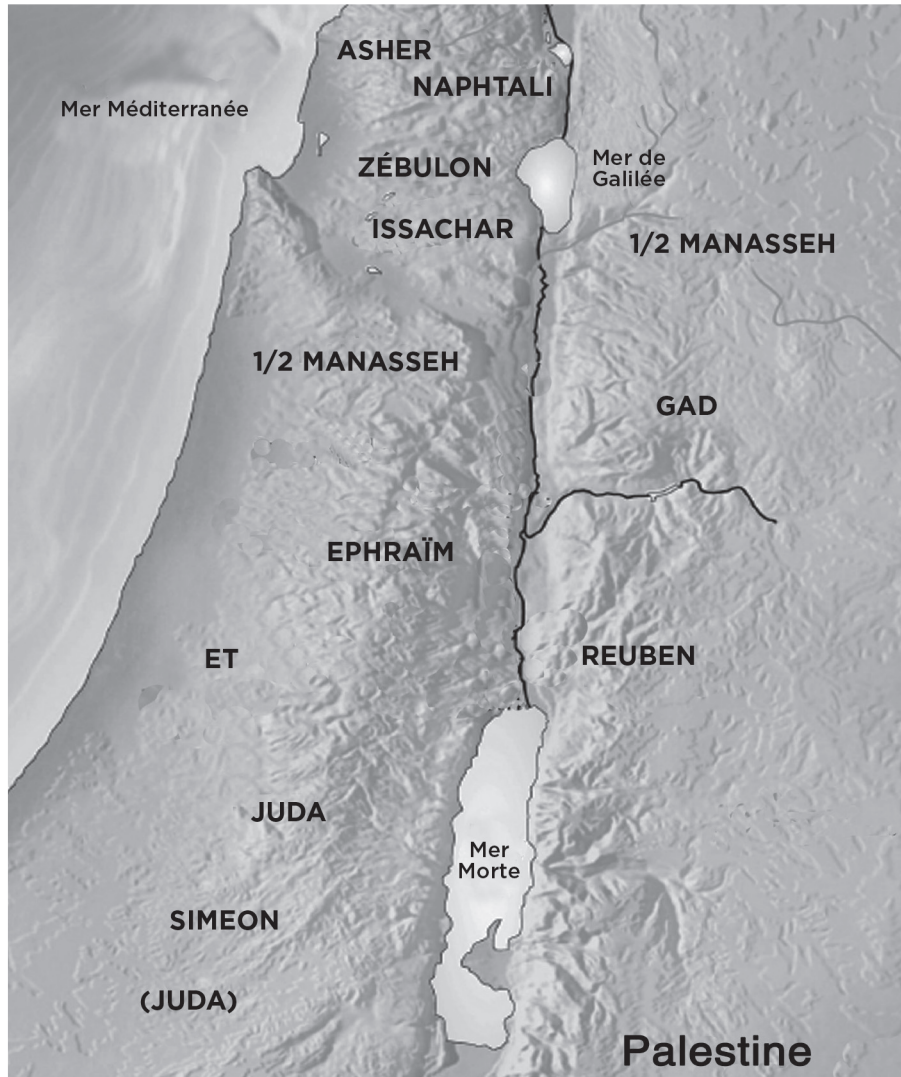 ASHER
NAPHTALI
Mer Méditerranée
ZÉBULON
Mer de
Galilée
ISSACHAR
1/2 MANASSEH
1/2 MANASSEH
GAD
EPHRAÏM
ET
REUBEN
JUDA
Mer
Morte
SIMEON
(JUDA)
Palestine